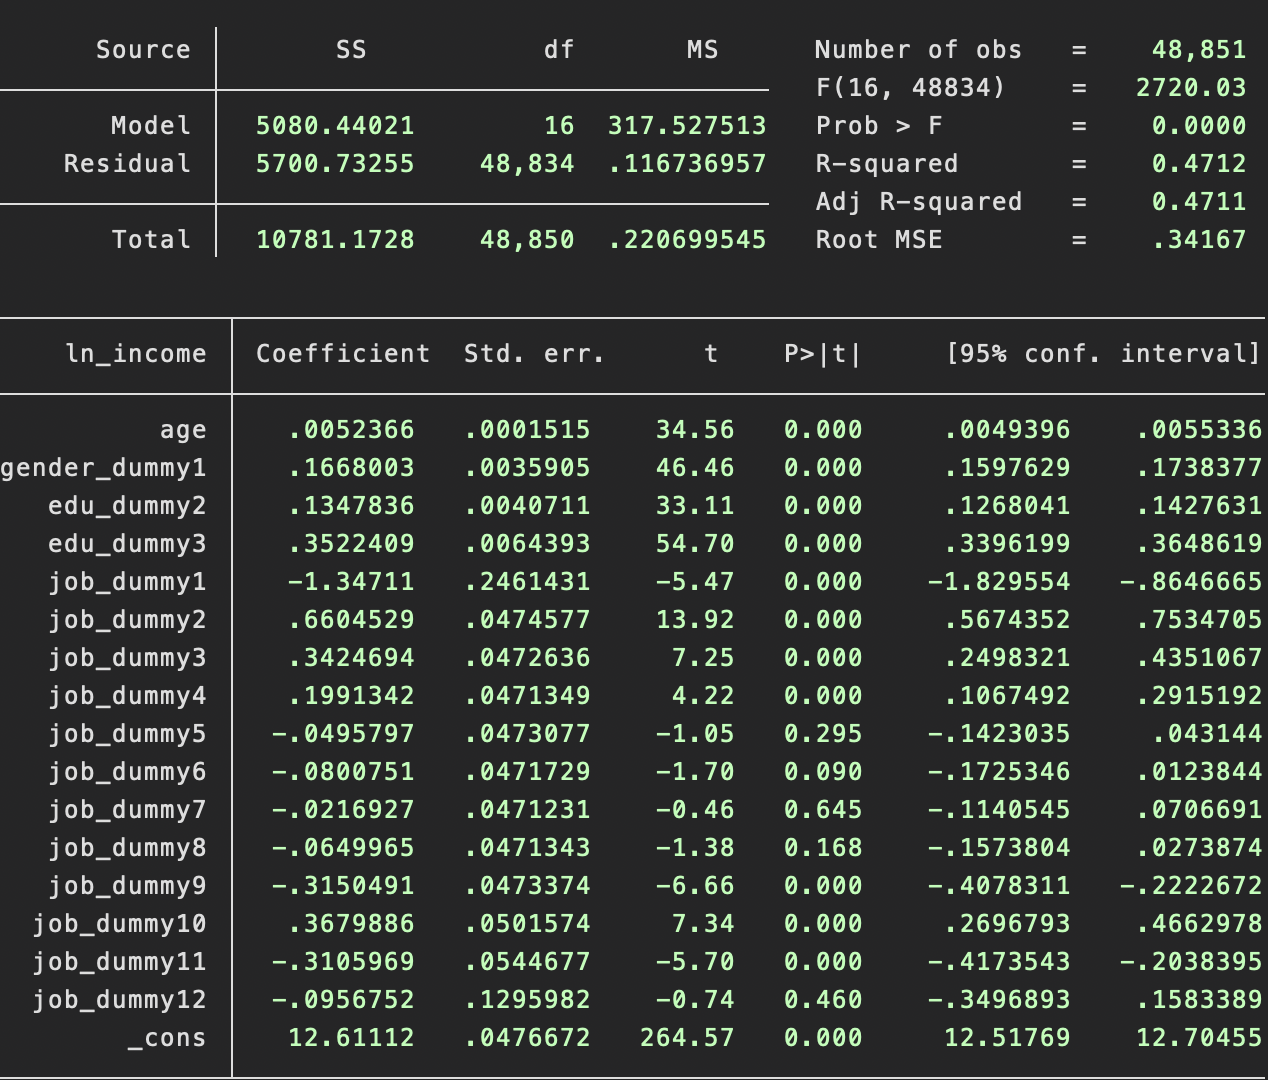 Source SS df MS Number of obs = 48,851
F(16, 48834) = 2720.03
Model 5080.44021 16 317.527513 Prob > F = 0.0000
Residual 5700.73255 48,834 .116736957 R-squared = 0.4712
Adj R-squared = 0.4711
Total 10781.1728 48,850 .220699545 Root MSE = .34167
ln_income Coefficient Std. err. t P>|t| [95% conf. interval]
age .0052366 .0001515 34.56 0.000 .0049396 .0055336
gender_dummy1 .1668003 .0035905 46.46 0.000 .1597629 .1738377
edu_dummy2 .1347836 .0040711 33.11 0.000 .1268041 .1427631
edu_dummy3 .3522409 .0064393 54.70 0.000 .3396199 .3648619
job_dummy1 -1.34711 .2461431 -5.47 0.000 -1.829554 -.8646665
job_dummy2 .6604529 .0474577 13.92 0.000 .5674352 .7534705
job_dummy3 .3424694 .0472636 7.25 0.000 .2498321 .4351067
job_dummy4 .1991342 .0471349 4.22 0.000 .1067492 .2915192
job_dummy5 -.0495797 .0473077 -1.05 0.295 -.1423035 .043144
job_dummy6 -.0800751 .0471729 -1.70 0.090 -.1725346 .0123844
job_dummy7 -.0216927 .0471231 -0.46 0.645 -.1140545 .0706691
job_dummy8 -.0649965 .0471343 -1.38 0.168 -.1573804 .0273874
job_dummy9 -.3150491 .0473374 -6.66 0.000 -.4078311 -.2222672
job_dummy10 .3679886 .0501574 7.34 0.000 .2696793 .4662978
job_dummy11 -.3105969 .0544677 -5.70 0.000 -.4173543 -.2038395
job_dummy12 -.0956752 .1295982 -0.74 0.460 -.3496893 .1583389
_cons 12.61112 .0476672 264.57 0.000 12.51769 12.70455